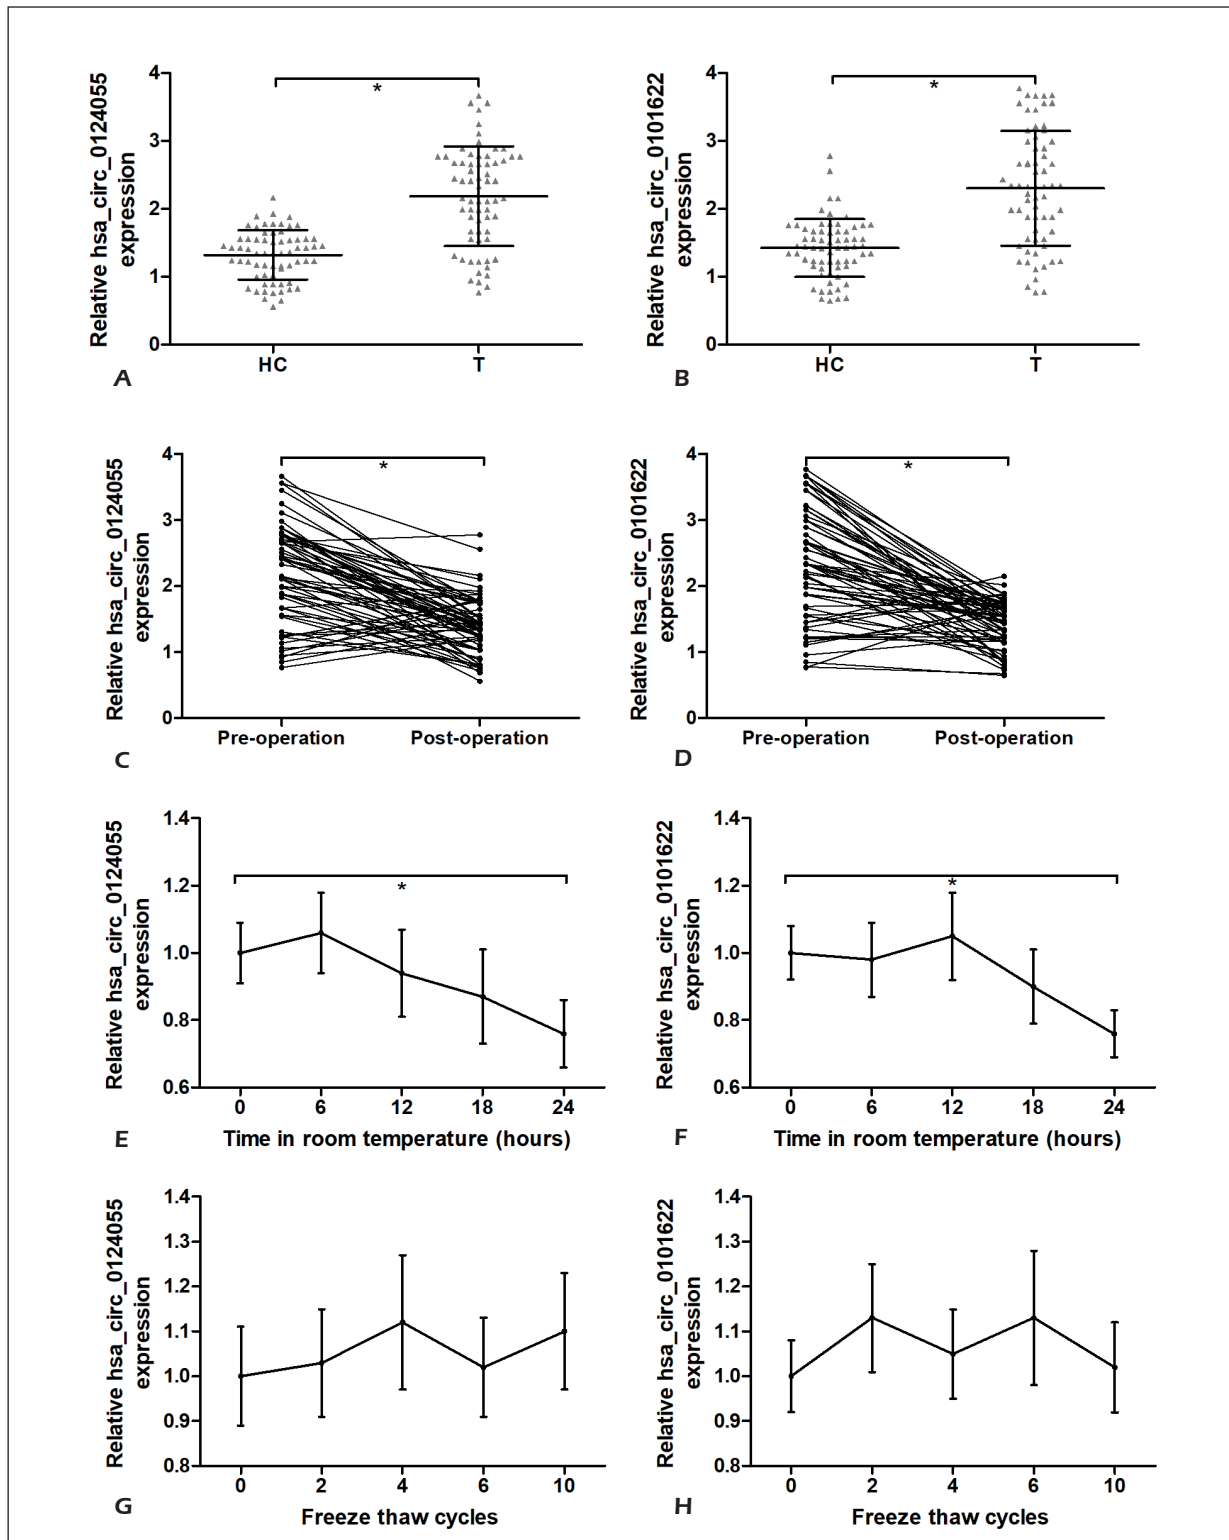 Relative hsa_circ_0124055
expression
4
3
2
1
0
*
HC
T
A
Relative hsa_circ_0101622
expression
4
3
2
1
0
*
HC
T
B
Relative hsa_circ_0124055
expression
4
3
2
1
0
*
Pre-operation
Post-operation
C
Relative hsa_circ_0101622
expression
4
3
2
1
0
*
Pre-operation
Post-operation
D
Relative hsa_circ_0124055
expression
1.4
1.2
1.0
0.8
0.6
*
0 6 12 18 24
Time in room temperature (hours)
E
Relative hsa_circ_0101622
expression
1.4
1.2
1.0
0.8
0.6
*
0 6 12 18 24
Time in room temperature (hours)
F
Relative hsa_circ_0124055
expression
1.4
1.3
1.2
1.1
1.0
0.9
0.8
0 2 4 6 10
Freeze thaw cycles
G
Relative hsa_circ_0101622
expression
1.4
1.3
1.2
1.1
1.0
0.9
0.8
0 2 4 6 10
Freeze thaw cycles
H